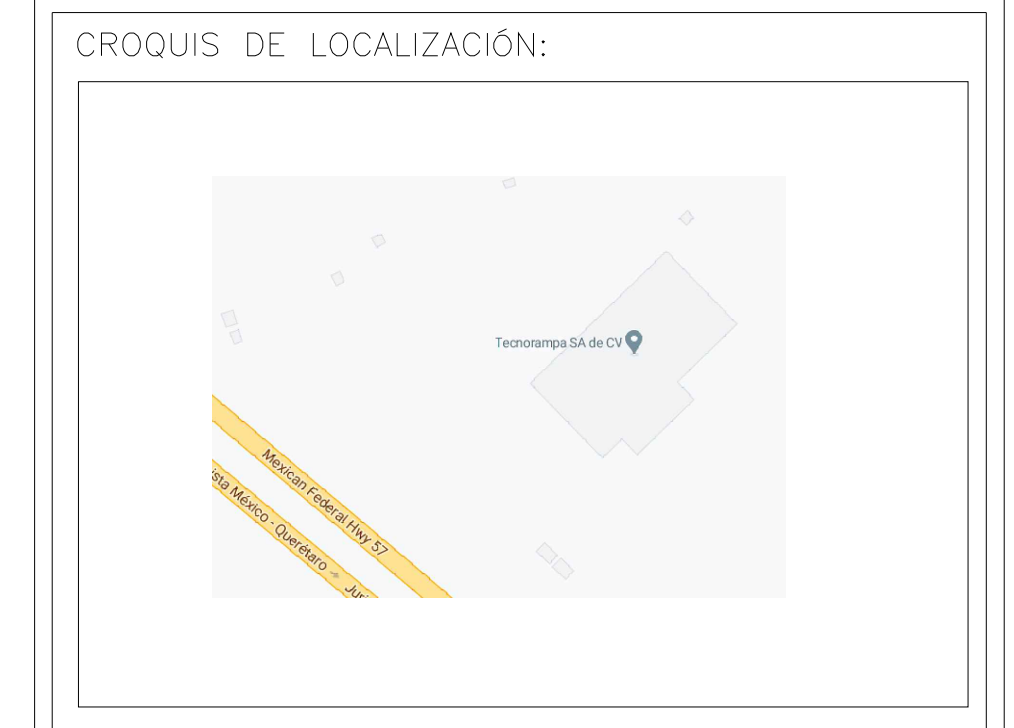 CROQUIS DE LOCALIZACIÓN:
Tecnorampa SA de CV
Mexican Federal Hwy 57
ista México - Querétaro